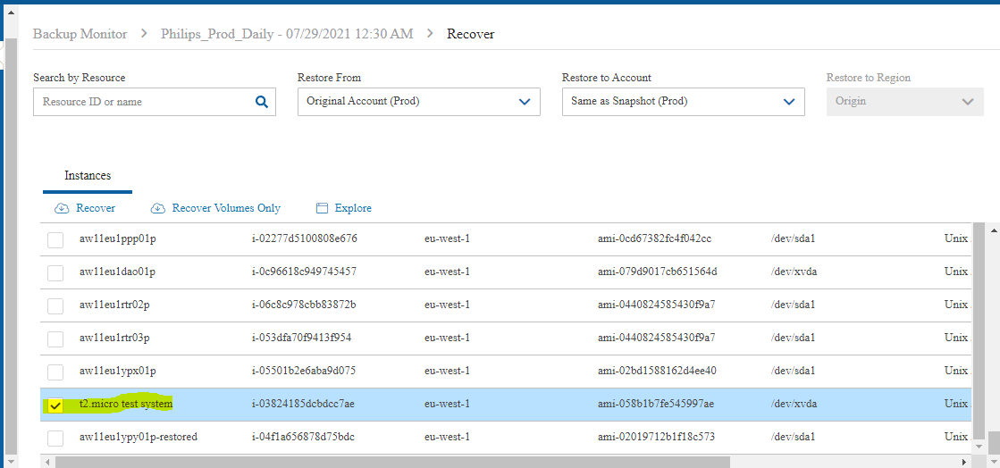 Backup Monitor > Philips_Prod_Daily - 07/29/2021 12:30 AM > Recover
Search by Resource Restore From Restore to Account Restore to Region
Resource ID or name Original Account (Prod) Same as Snapshot (Prod) Origin
Instances
Recover Recover Volumes Only Explore
aw11eu1ppp01p i-02277d5100808e676 eu-west-1 ami-0cd67382fc4f042cc /dev/sda1 Unix
aw11eu1dao01p i-0c96618c949745457 eu-west-1 ami-079d9017cb651564d /dev/xvda Unix
aw11eu1rtr02p i-06c8c978cbb83872b eu-west-1 ami-0440824585430f9a7 /dev/sda1 Unix
aw11eu1rtr03p i-053dfa70f9413f954 eu-west-1 ami-0440824585430f9a7 /dev/sda1 Unix
aw11eu1ypx01p i-05501b2e6aba9d075 eu-west-1 ami-02bd1588162d4ee40 /dev/sda1 Unix
t2.micro test system i-03824185dcbdcc7ae eu-west-1 ami-058b1b7fe545997ae /dev/xvda Unix
aw11eu1ypy01p-restored i-04f1a656878d75bdc eu-west-1 ami-02019712b1f18c573 /dev/sda1 Unix